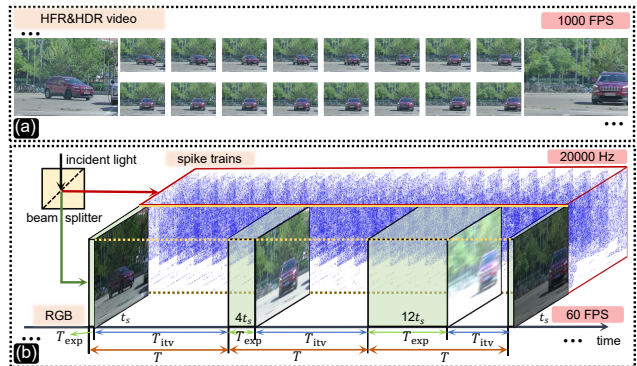 HFR&HDR video
1000 FPS
•••
(a)
•••
incident light
spike trains
20000 Hz
beam splitter
RGB
t_s
4t_s
12t_s
t_s
60 FPS
•••
T_exp
T_itv
T_exp
T_itv
T_exp
T_itv
•••
time
(b)
T
T
T